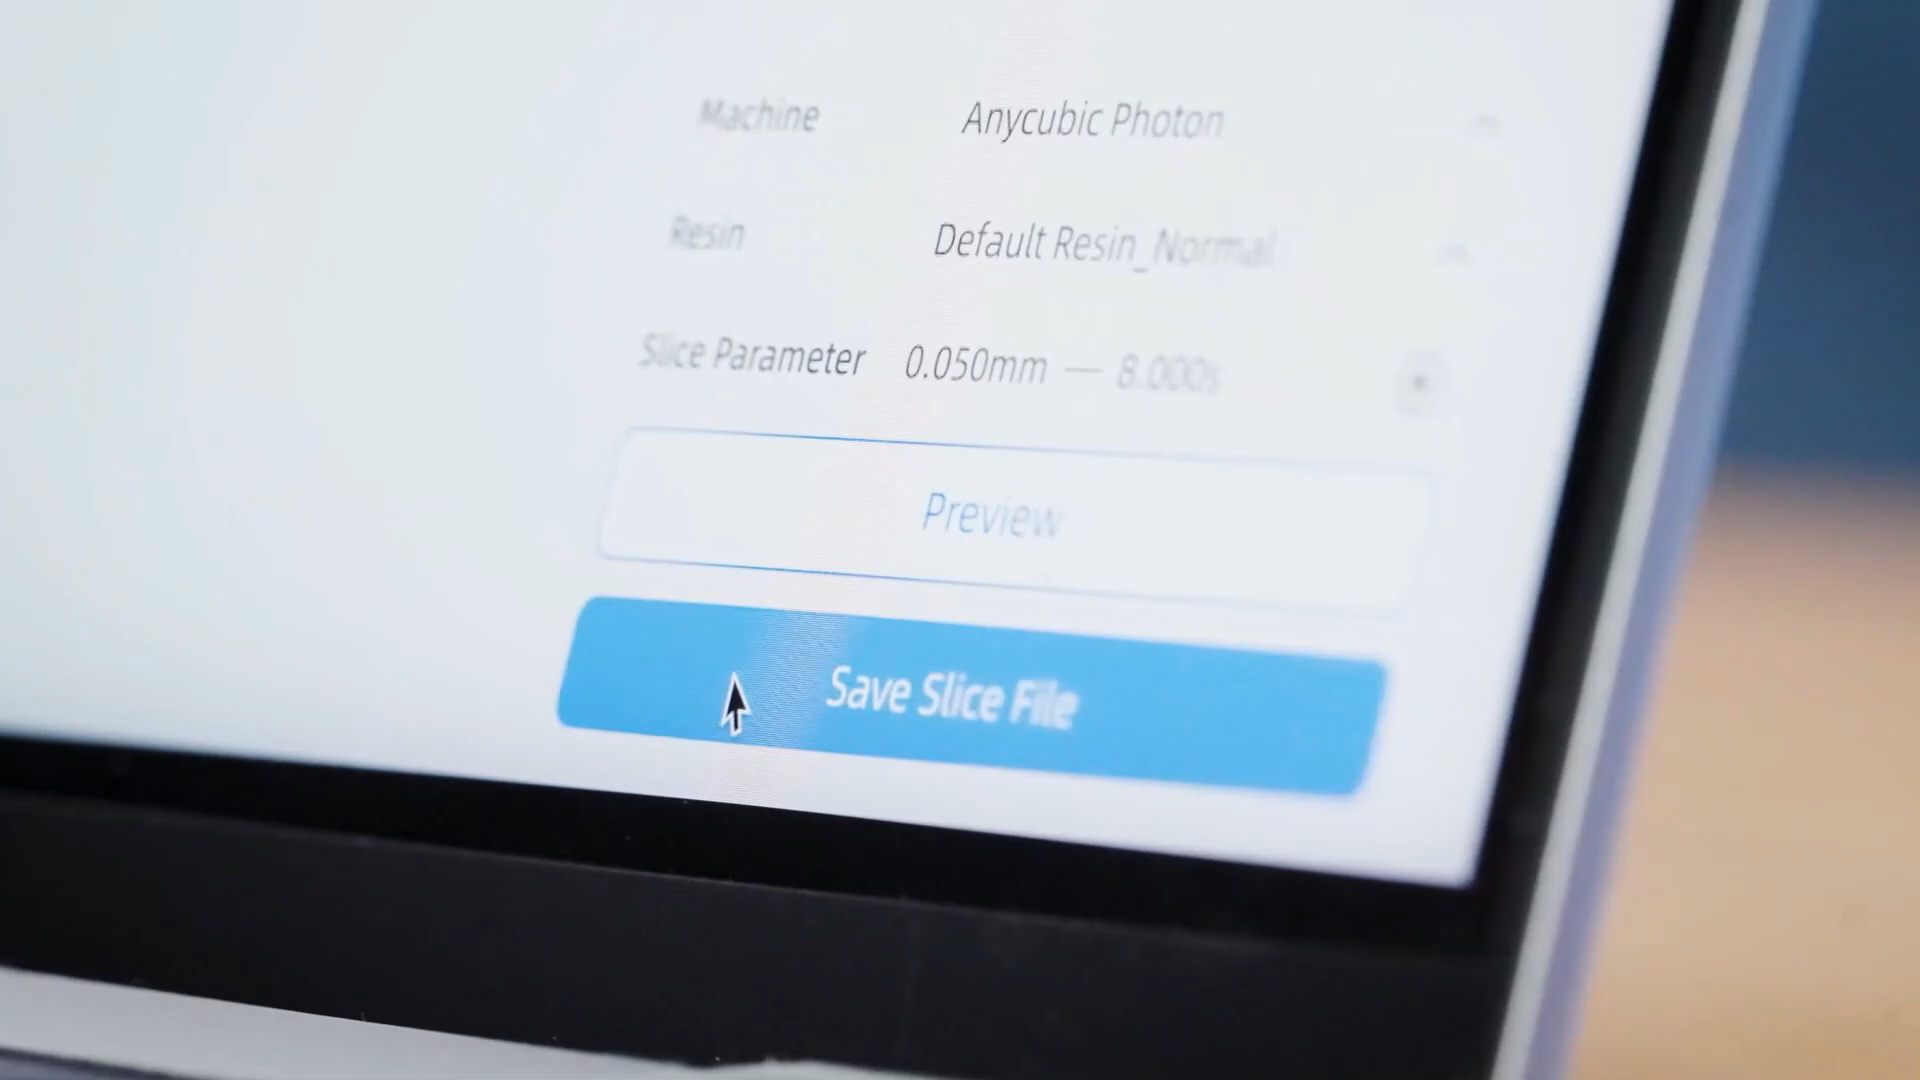 Machine Anycubic Photon
Resin Default Resin_Normal
Slice Parameter 0.050mm — 8.000s
Preview
Save Slice File